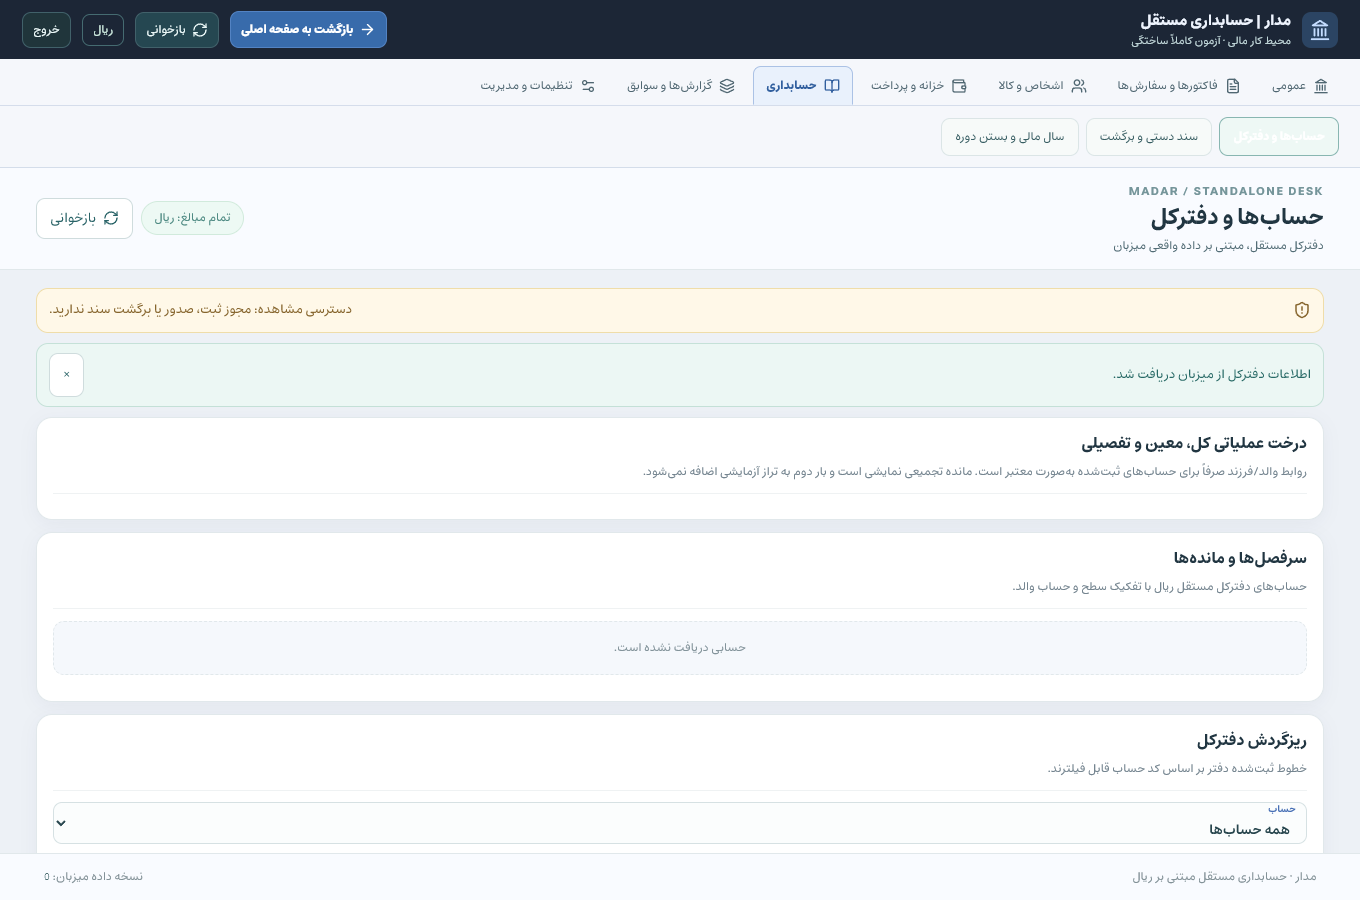 مدار | حسابداری مستقل
محیط کار مالی · آزمون کاملاً ساختگی
بازگشت به صفحه اصلی
بازخوانی
ریال
خروج
عمومی
فاکتورها و سفارش‌ها
اشخاص و کالا
خزانه و پرداخت
حسابداری
گزارش‌ها و سوابق
تنظیمات و مدیریت
حساب‌ها و دفترکل
سند دستی و برگشت
سال مالی و بستن دوره
MADAR / STANDALONE DESK
حساب‌ها و دفترکل
دفترکل مستقل، مبتنی بر داده واقعی میزبان
تمام مبالغ: ریال
بازخوانی
دسترسی مشاهده: مجوز ثبت، صدور یا برگشت سند ندارید.
اطلاعات دفترکل از میزبان دریافت شد.
×
درخت عملیاتی کل، معین و تفصیلی
روابط والد/فرزند صرفاً برای حساب‌های ثبت‌شده به‌صورت معتبر است. مانده تجمیعی نمایشی است و بار دوم به تراز آزمایشی اضافه نمی‌شود.
سرفصل‌ها و مانده‌ها
حساب‌های دفترکل مستقل ریال با تفکیک سطح و حساب والد.
حسابی دریافت نشده است.
ریزگردش دفترکل
خطوط ثبت‌شده دفتر بر اساس کد حساب قابل فیلترند.
حساب
همه حساب‌ها
مدار · حسابداری مستقل مبتنی بر ریال
نسخه داده میزبان: 0